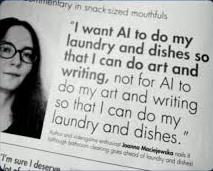 commentary in snack sized mouthfuls
"I want AI to do my
laundry and dishes so
that I can do art and
writing, not for AI to
do my art and writing
so that I can do my
laundry and dishes."
Author and videogame enthusiast Joanna Maciejewska nails it
(although bathroom cleaning goes ahead of laundry and dishes)
"I'm sure I deserve